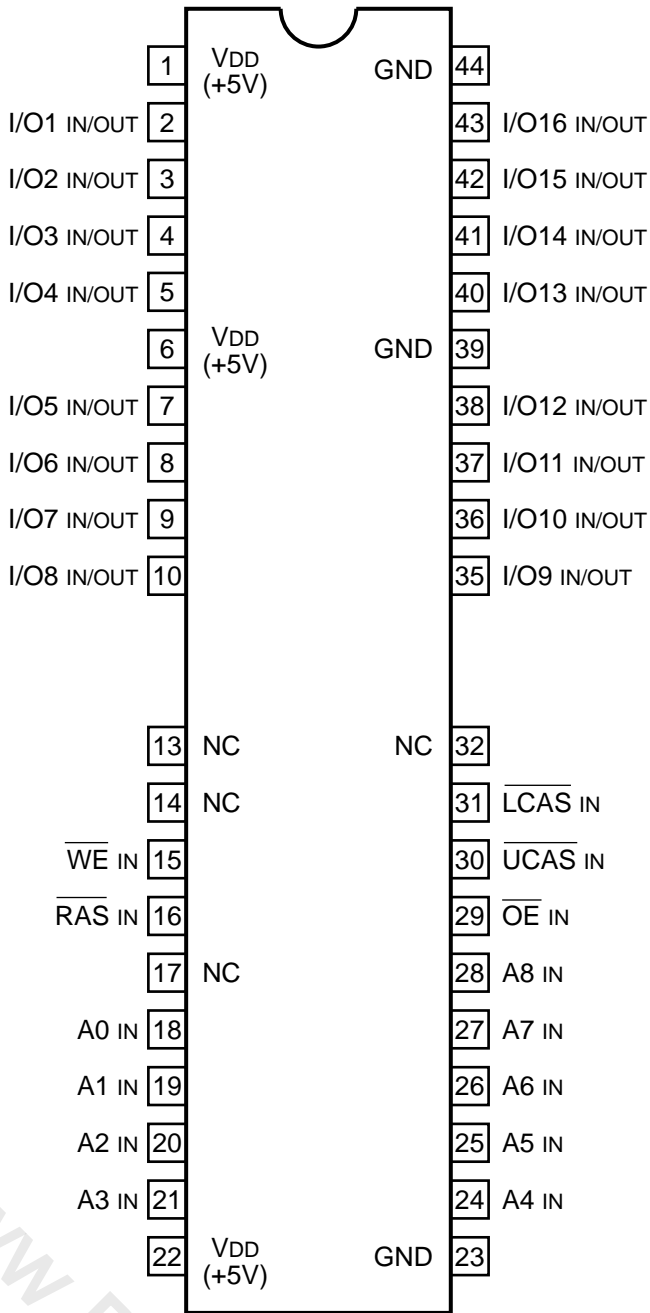 1 VDD (+5V) GND 44
I/O1 IN/OUT 2 43 I/O16 IN/OUT
I/O2 IN/OUT 3 42 I/O15 IN/OUT
I/O3 IN/OUT 4 41 I/O14 IN/OUT
I/O4 IN/OUT 5 40 I/O13 IN/OUT
6 VDD (+5V) GND 39
I/O5 IN/OUT 7 38 I/O12 IN/OUT
I/O6 IN/OUT 8 37 I/O11 IN/OUT
I/O7 IN/OUT 9 36 I/O10 IN/OUT
I/O8 IN/OUT 10 35 I/O9 IN/OUT
13 NC NC 32
14 NC 31 L̅C̅A̅S̅ IN
W̅E̅ IN 15 30 U̅C̅A̅S̅ IN
R̅A̅S̅ IN 16 29 O̅E̅ IN
17 NC 28 A8 IN
A0 IN 18 27 A7 IN
A1 IN 19 26 A6 IN
A2 IN 20 25 A5 IN
A3 IN 21 24 A4 IN
22 VDD (+5V) GND 23